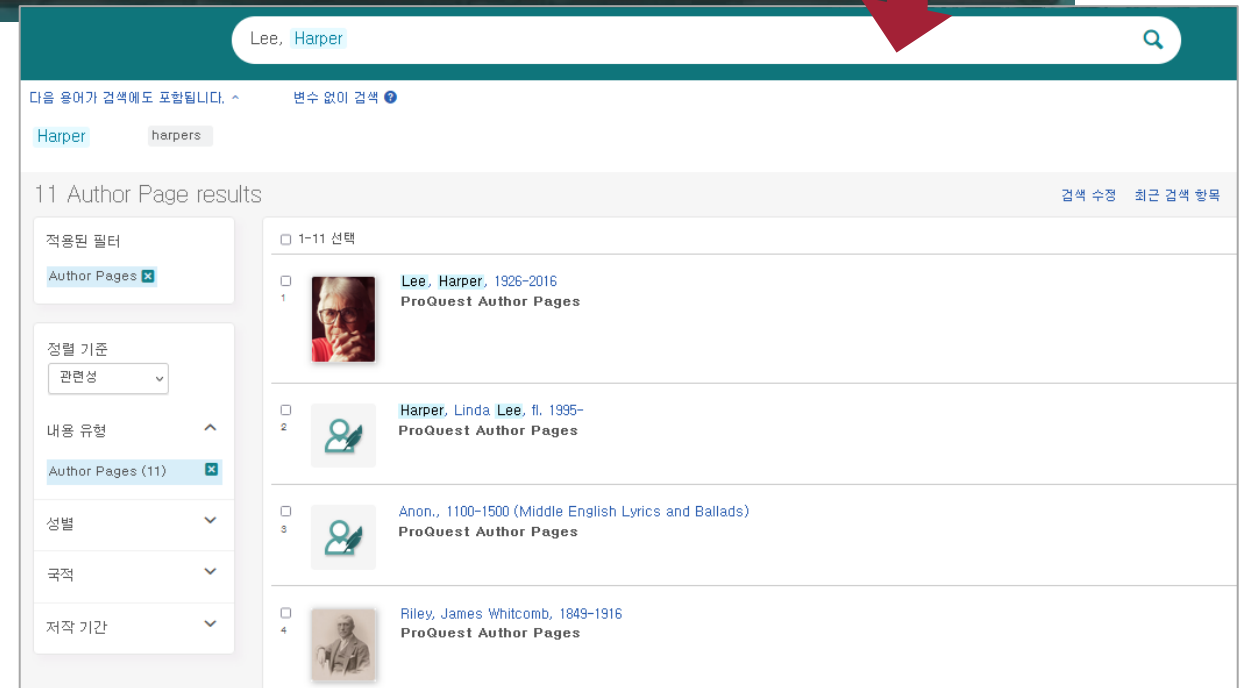 Lee, Harper
다음 용어가 검색에도 포함됩니다. 변수 없이 검색 ?
Harper harpers
11 Author Page results
검색 수정 최근 검색 항목
적용된 필터
Author Pages
정렬 기준
관련성
내용 유형
Author Pages (11)
성별
국적
저작 기간
1-11 선택
1
Lee, Harper, 1926-2016
ProQuest Author Pages
2
Harper, Linda Lee, fl. 1995-
ProQuest Author Pages
3
Anon., 1100-1500 (Middle English Lyrics and Ballads)
ProQuest Author Pages
4
Riley, James Whitcomb, 1849-1916
ProQuest Author Pages